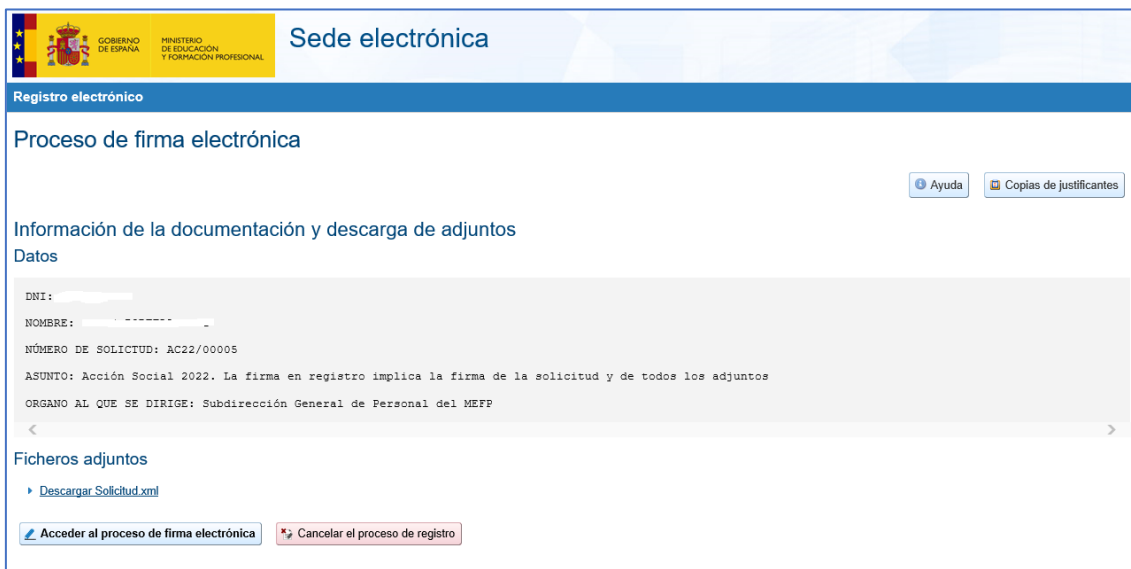 GOBIERNO
DE ESPAÑA
MINISTERIO
DE EDUCACIÓN
Y FORMACIÓN PROFESIONAL
Sede electrónica
Registro electrónico
Proceso de firma electrónica
Ayuda
Copias de justificantes
Información de la documentación y descarga de adjuntos
Datos
DNI:
NOMBRE:
NÚMERO DE SOLICTUD: AC22/00005
ASUNTO: Acción Social 2022. La firma en registro implica la firma de la solicitud y de todos los adjuntos
ORGANO AL QUE SE DIRIGE: Subdirección General de Personal del MEFP
Ficheros adjuntos
Descargar Solicitud.xml
Acceder al proceso de firma electrónica
Cancelar el proceso de registro